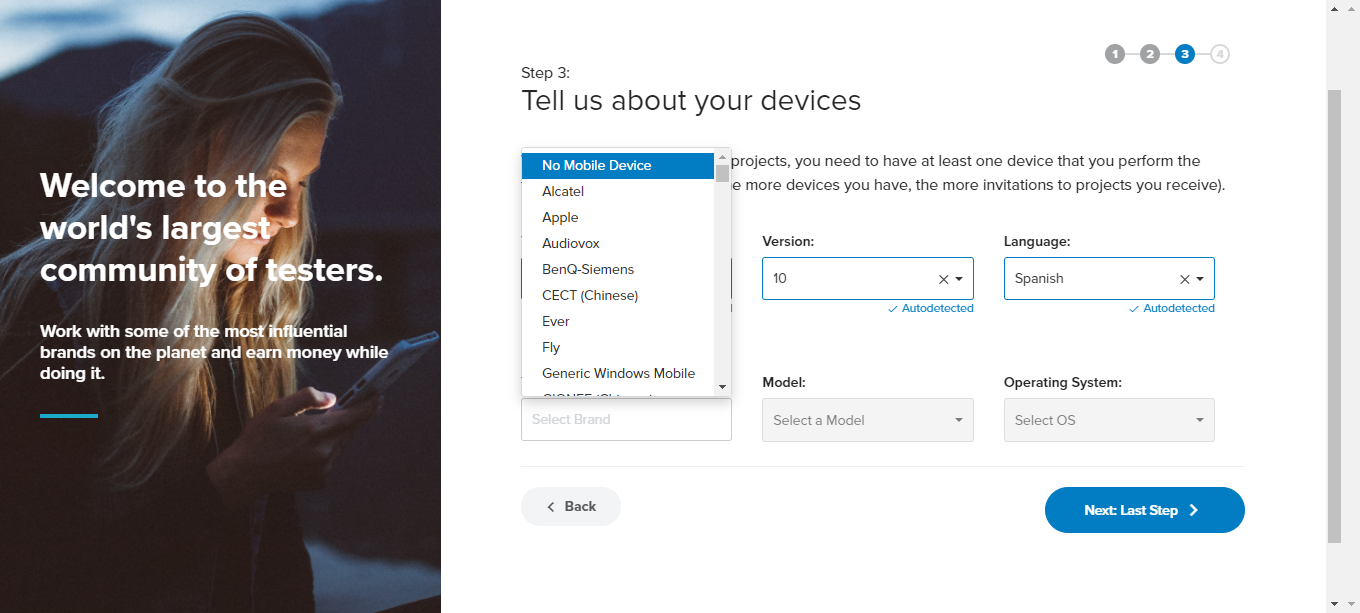 Welcome to the
world's largest
community of testers.
Work with some of the most influential
brands on the planet and earn money while
doing it.
1 2 3 4
Step 3:
Tell us about your devices
projects, you need to have at least one device that you perform the
more devices you have, the more invitations to projects you receive).
No Mobile Device
Alcatel
Apple
Audiovox
BenQ-Siemens
CECT (Chinese)
Ever
Fly
Generic Windows Mobile
Version:
10
Autodetected
Language:
Spanish
Autodetected
Select Brand
Model:
Select a Model
Operating System:
Select OS
Back
Next: Last Step